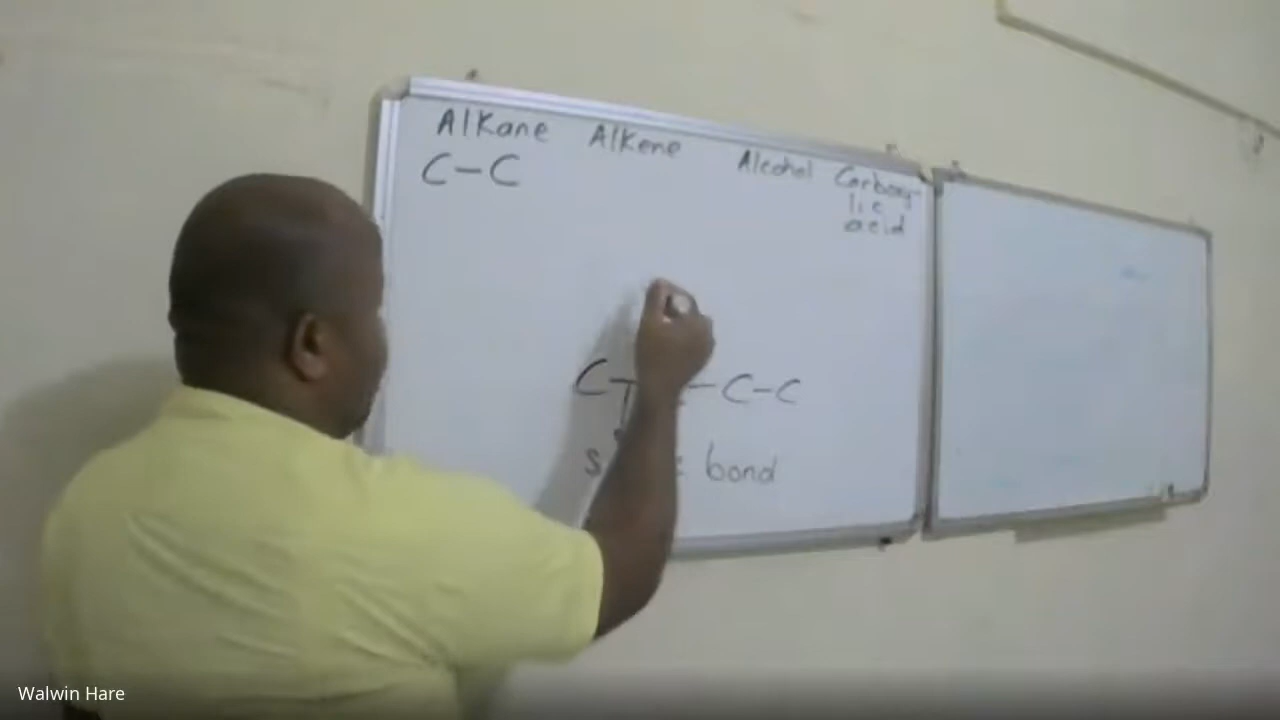 Alkane Alkene Alcohol Carboxy-
lic
acid
C-C
C C-C
bond
Walwin Hare